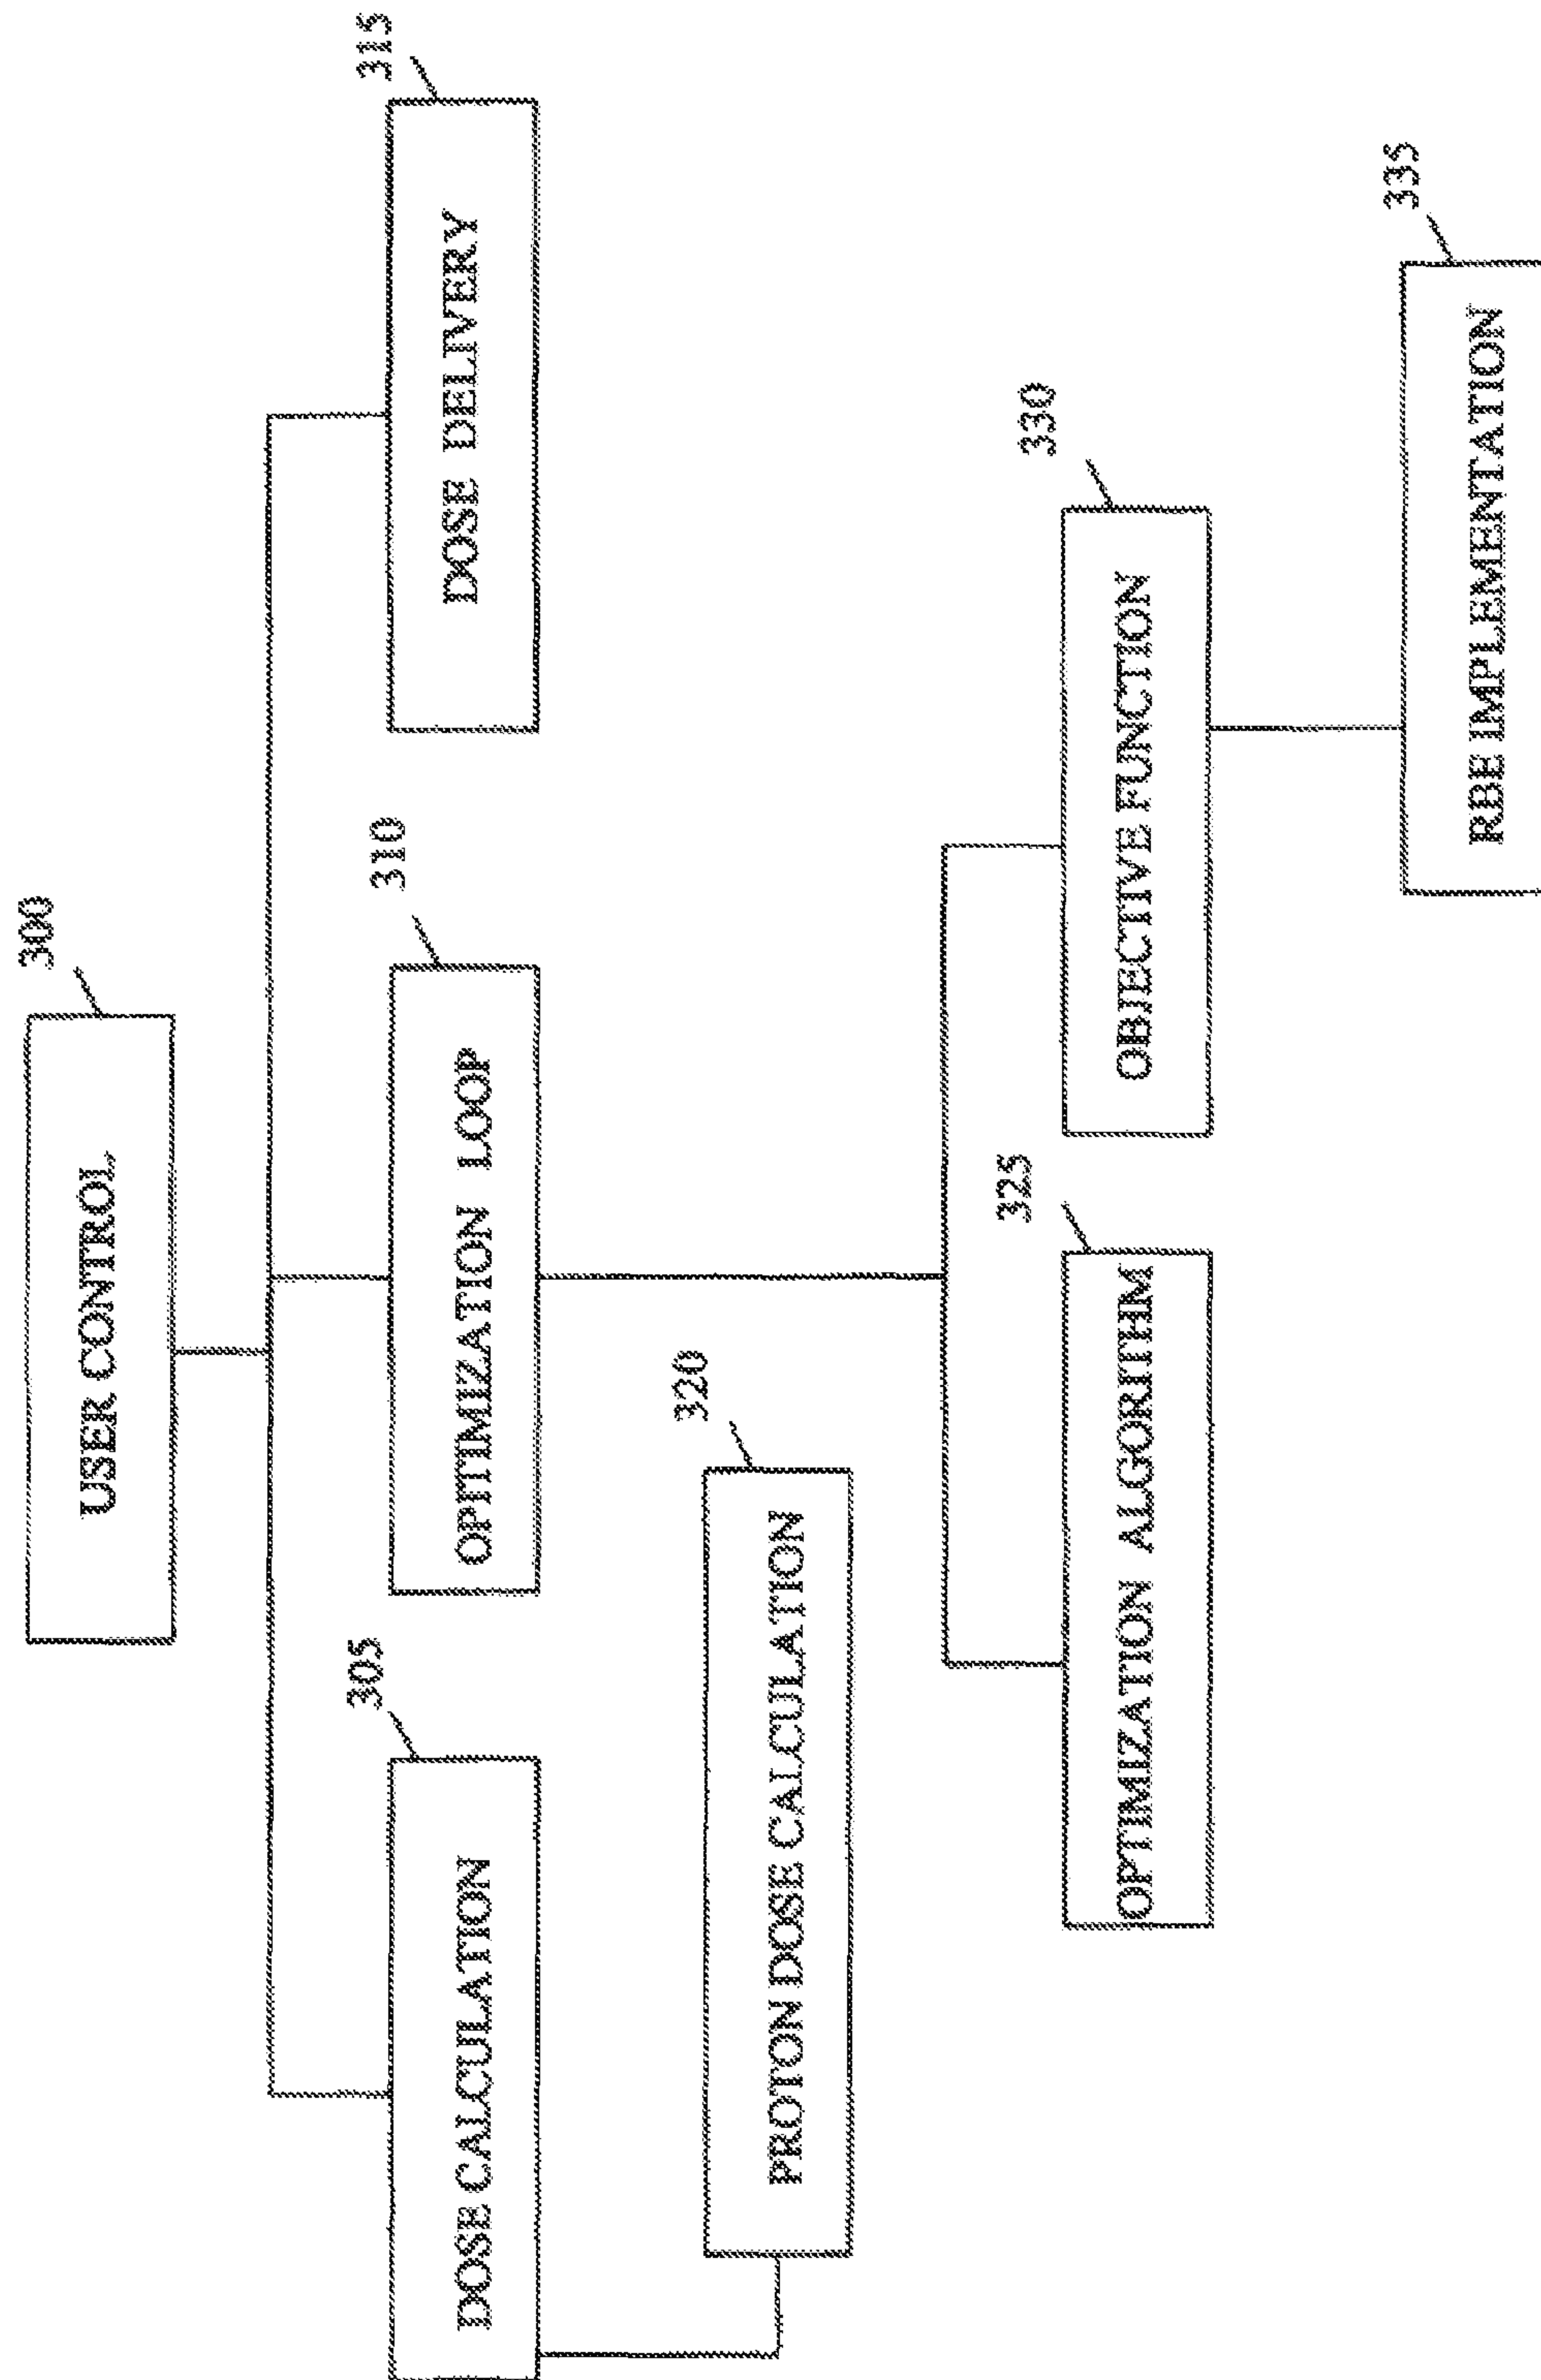 300
USER CONTROL
305
DOSE CALCULATION
310
OPTIMIZATION LOOP
315
DOSE DELIVERY
320
PROTON DOSE CALCULATION
325
OPTIMIZATION ALGORITHM
330
OBJECTIVE FUNCTION
335
RBE IMPLEMENTATION